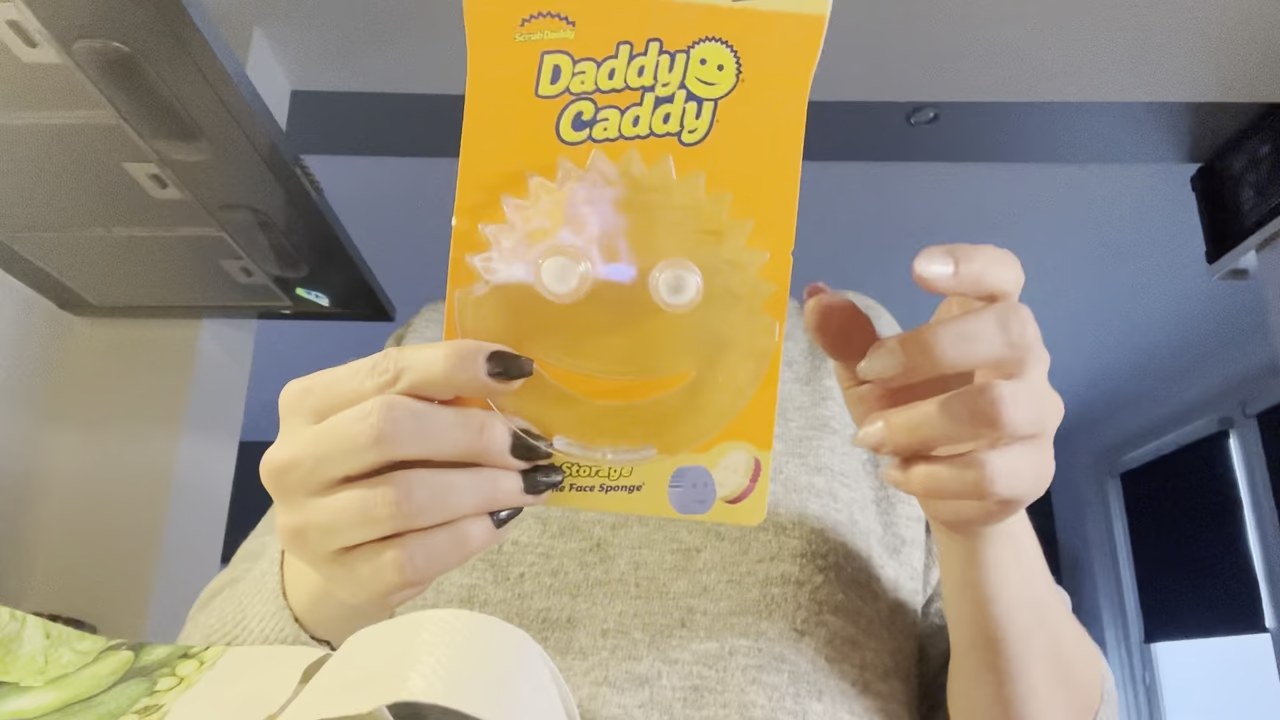 Scrub Daddy
Daddy
Caddy
Storage
Face Sponge